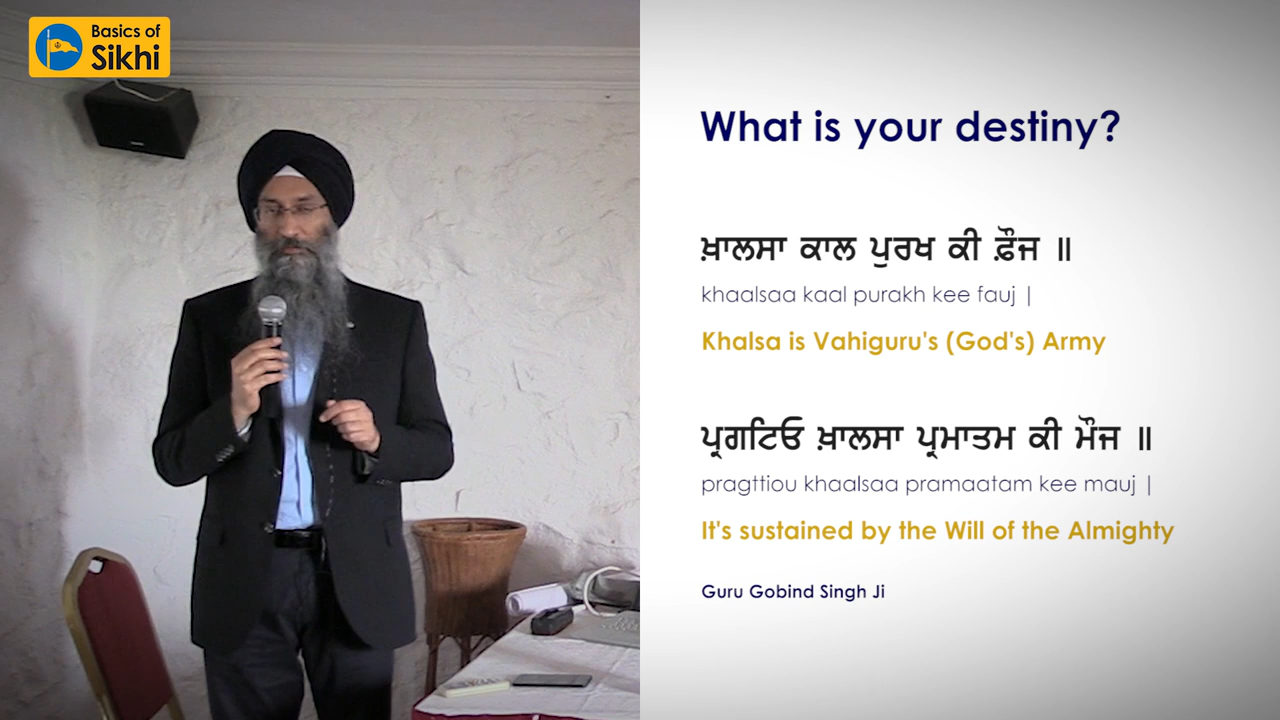 Basics of
Sikhi
What is your destiny?
ਖ਼ਾਲਸਾ ਕਾਲ ਪੁਰਖ ਕੀ ਫ਼ੌਜ ॥
khaalsaa kaal purakh kee fauj |
Khalsa is Vahiguru's (God's) Army
ਪ੍ਰਗਟਿਓ ਖ਼ਾਲਸਾ ਪ੍ਰਮਾਤਮ ਕੀ ਮੌਜ ॥
pragttiou khaalsaa pramaatam kee mauj |
It's sustained by the Will of the Almighty
Guru Gobind Singh Ji